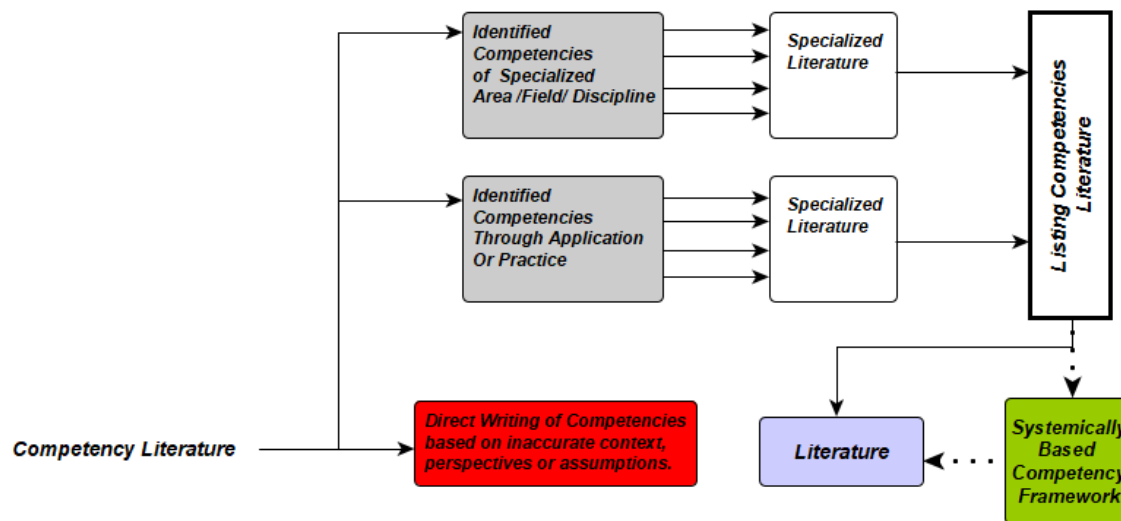 Identified
Competencies
of Specialized
Area /Field/ Discipline
Specialized
Literature
Listing Competencies
Literature
Identified
Competencies
Through Application
Or Practice
Specialized
Literature
Competency Literature
Direct Writing of Competencies
based on inaccurate context,
perspectives or assumptions.
Literature
Systemically
Based
Competency
Framework